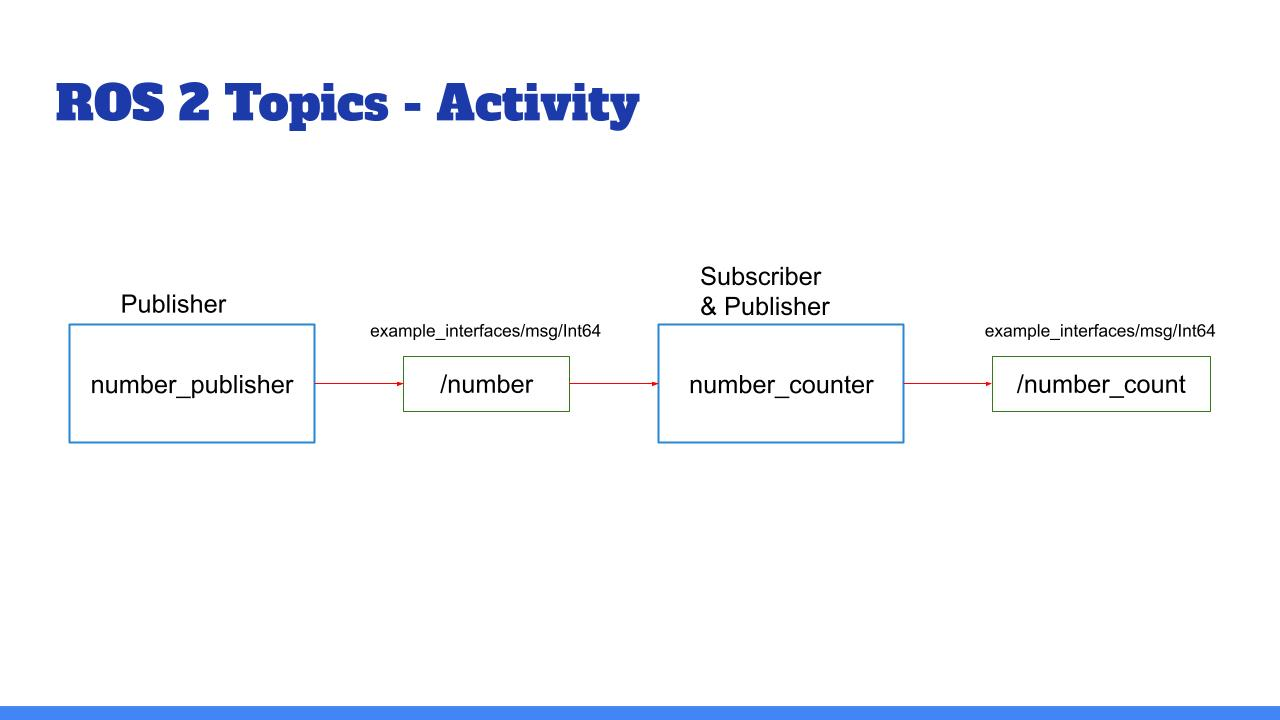 ROS 2 Topics - Activity
Publisher
number_publisher
example_interfaces/msg/Int64
/number
Subscriber
& Publisher
number_counter
example_interfaces/msg/Int64
/number_count